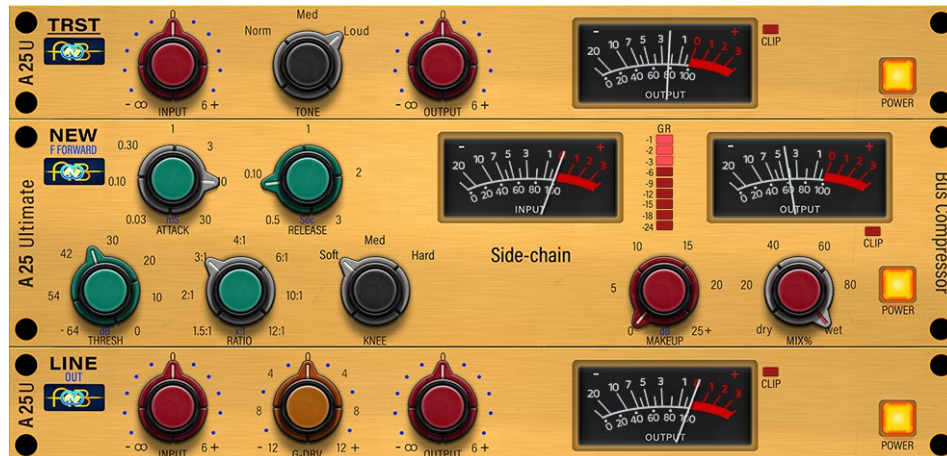 A25U
TRST
Norm Med Loud
0
- ∞ 6 +
INPUT
TONE
0
- ∞ 6 +
OUTPUT
- +
20 10 7 5 3 1 0 1 2 3
0 20 40 60 80 100
OUTPUT
CLIP
POWER
A25 Ultimate
NEW
F FORWARD
0.03 0.10 0.30 1 3 30
mS
ATTACK
0.5 0.10 1 2 3
Sec
RELEASE
- +
20 10 7 5 3 1 0 1 2 3
0 20 40 60 80 100
INPUT
GR
-1
-2
-3
-6
-9
-12
-15
-18
-24
- +
20 10 7 5 3 1 0 1 2 3
0 20 40 60 80 100
OUTPUT
CLIP
Bus Compressor
- 64 54 42 30 20 10 0
dB
THRESH
1.5:1 2:1 3:1 4:1 6:1 10:1 12:1
x:1
RATIO
Soft Med Hard
KNEE
Side-chain
0 5 10 15 20 25 +
dB
MAKEUP
dry 20 40 60 80 wet
MIX%
POWER
A25U
LINE
OUT
0
- ∞ 6 +
INPUT
0
4 4
8 8
- 12 12 +
G-DRV
0
- ∞ 6 +
OUTPUT
- +
20 10 7 5 3 1 0 1 2 3
0 20 40 60 80 100
OUTPUT
CLIP
POWER